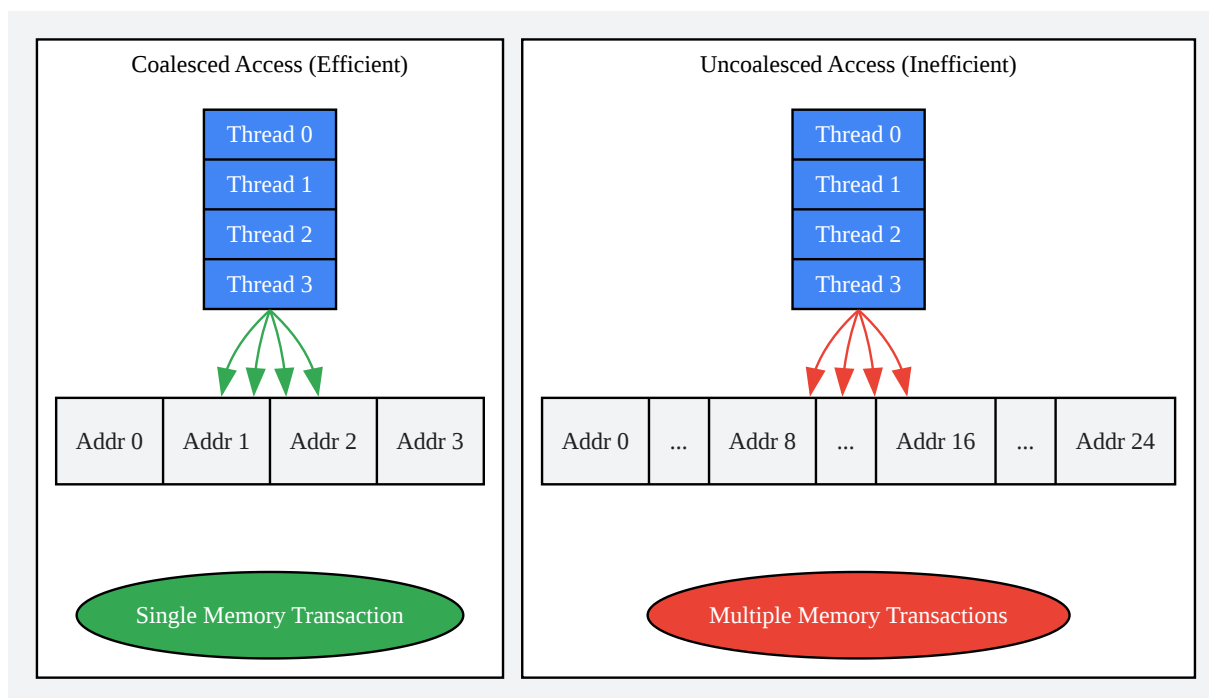 Coalesced Access (Efficient)
Thread 0
Thread 1
Thread 2
Thread 3
Addr 0 Addr 1 Addr 2 Addr 3
Single Memory Transaction
Uncoalesced Access (Inefficient)
Thread 0
Thread 1
Thread 2
Thread 3
Addr 0 ... Addr 8 ... Addr 16 ... Addr 24
Multiple Memory Transactions